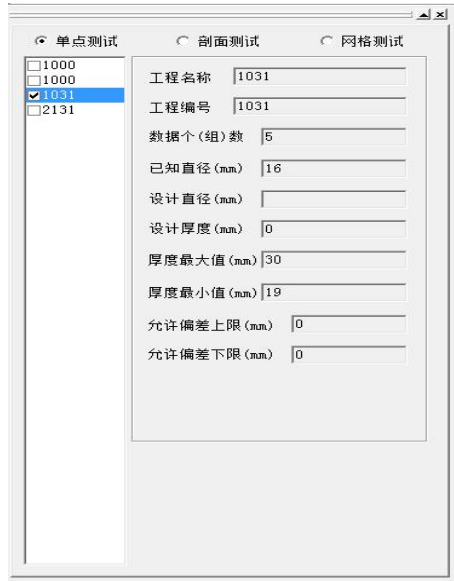 单点测试 剖面测试 网格测试
1000
1000
1031
2131
工程名称 1031
工程编号 1031
数据个(组)数 5
已知直径(mm) 16
设计直径(mm)
设计厚度(mm) 0
厚度最大值(mm) 30
厚度最小值(mm) 19
允许偏差上限(mm) 0
允许偏差下限(mm) 0